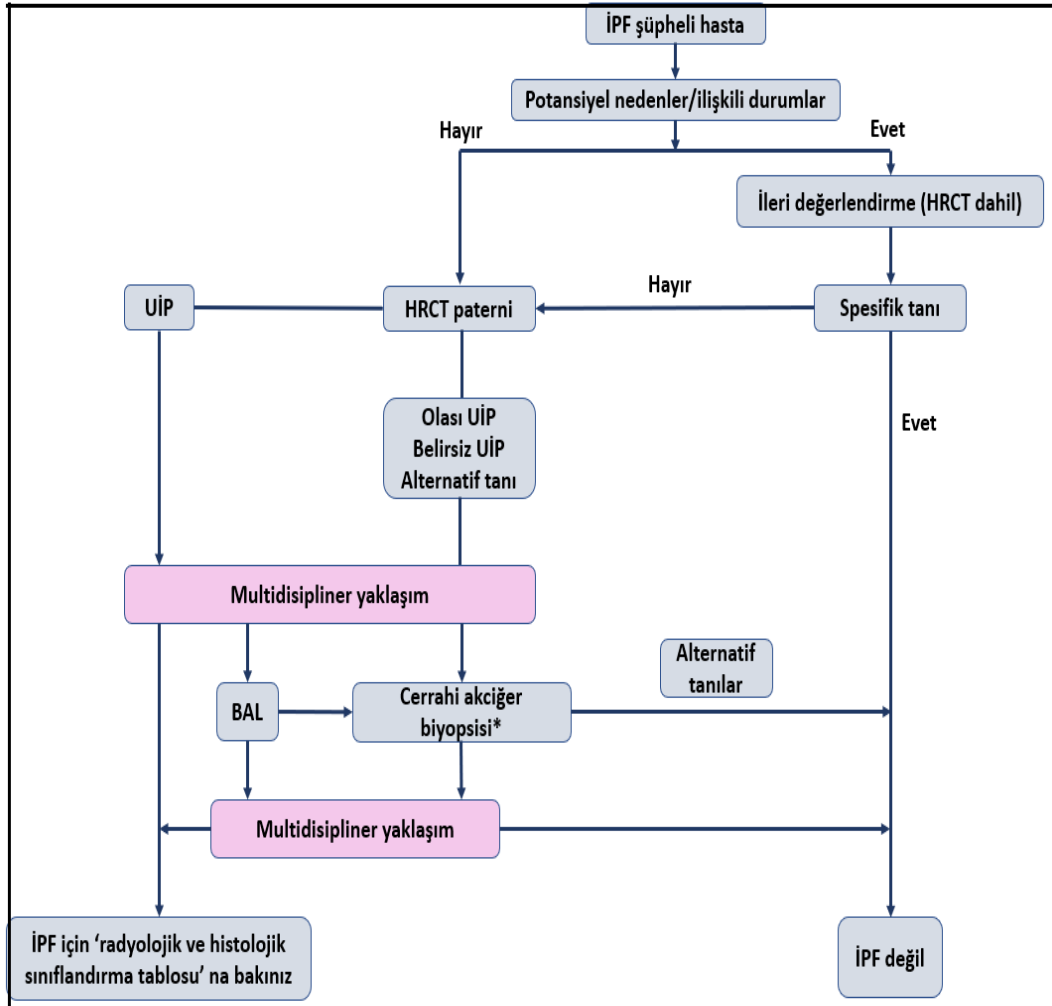 İPF şüpheli hasta
Potansiyel nedenler/ilişkili durumlar
Hayır
Evet
İleri değerlendirme (HRCT dahil)
UİP
HRCT paterni
Hayır
Spesifik tanı
Olası UİP
Belirsiz UİP
Alternatif tanı
Evet
Multidisipliner yaklaşım
BAL
Cerrahi akciğer
biyopsisi*
Alternatif
tanılar
Multidisipliner yaklaşım
İPF için ‘radyolojik ve histolojik
sınıflandırma tablosu’ na bakınız
İPF değil